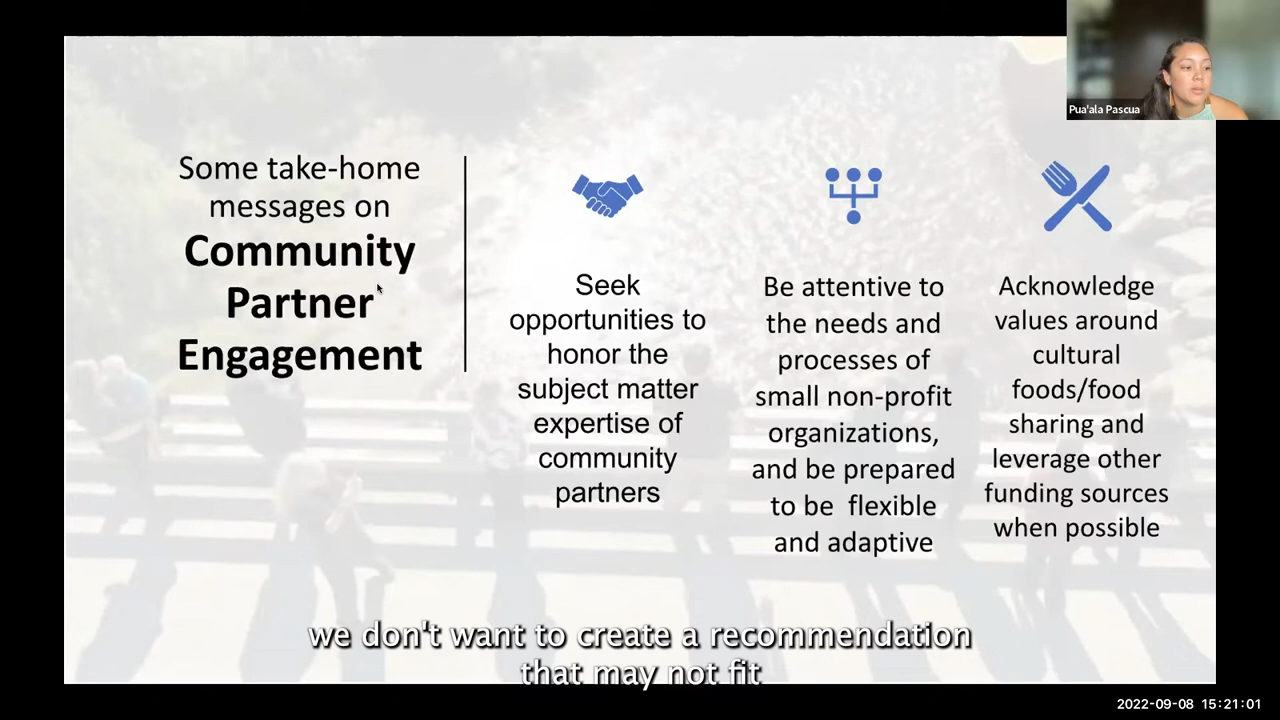 Pua'ala Pascua
Some take-home
messages on
Community
Partner
Engagement
Seek
opportunities to
honor the
subject matter
expertise of
community
partners
Be attentive to
the needs and
processes of
small non-profit
organizations,
and be prepared
to be  flexible
and adaptive
Acknowledge
values around
cultural
foods/food
sharing and
leverage other
funding sources
when possible
we don't want to create a recommendation
that may not fit
2022-09-08 15:21:01